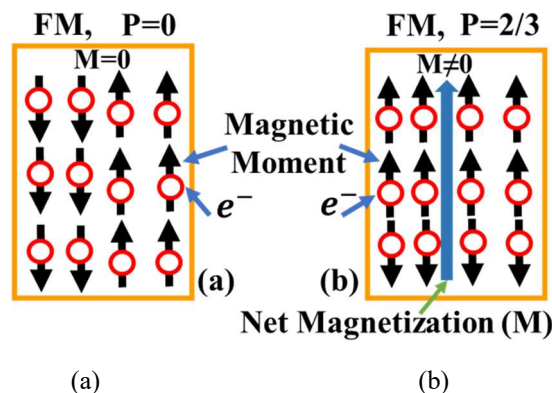 FM, P=0
M=0
(a)
Magnetic
Moment
e−
e−
FM, P=2/3
M≠0
(b)
Net Magnetization (M)
(a)
(b)